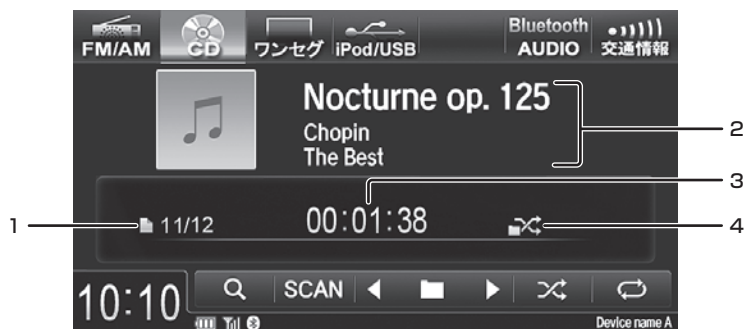 FM/AM CD ワンセグ iPod/USB Bluetooth AUDIO 交通情報
Nocturne op. 125
Chopin
The Best
2
3
1
11/12
00:01:38
4
10:10
SCAN
Device name A